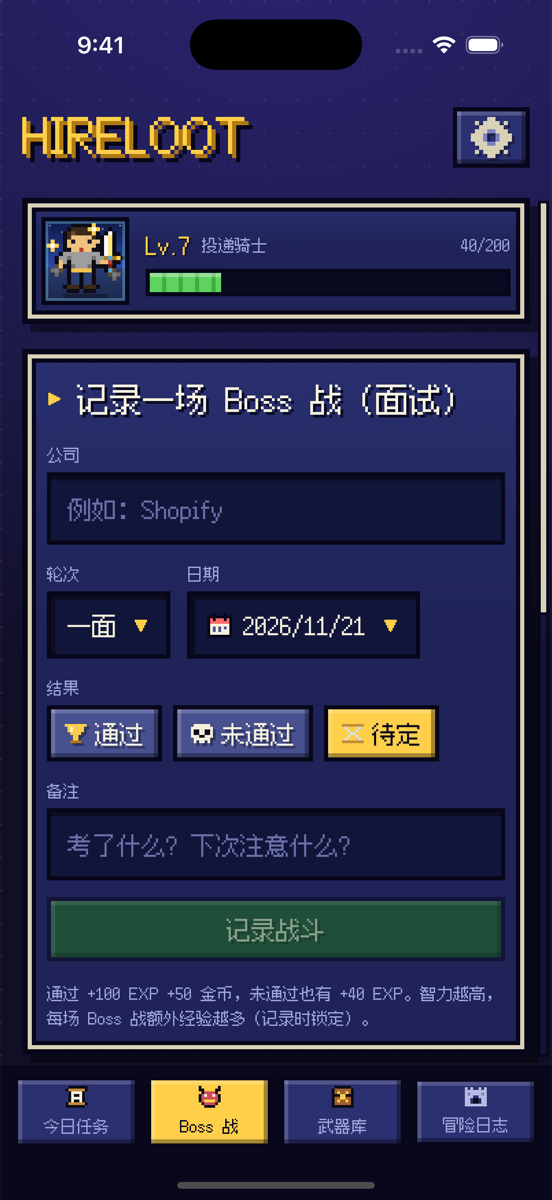 9:41
HIRELOOT
Lv.7 投递骑士 40/200
记录一场 Boss 战（面试）
公司
例如：Shopify
轮次 日期
一面 ▼ 2026/11/21 ▼
结果
通过 未通过 待定
备注
考了什么？下次注意什么？
记录战斗
通过 +100 EXP +50 金币，未通过也有 +40 EXP。智力越高，
每场 Boss 战额外经验越多（记录时锁定）。
今日任务 Boss 战 武器库 冒险日志